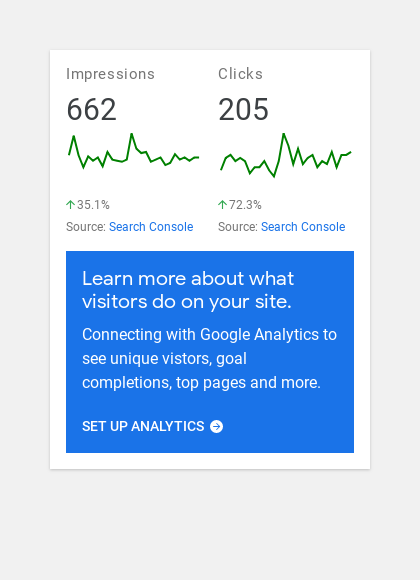 Impressions
Clicks
662
205
35.1%
72.3%
Source: Search Console
Source: Search Console
Learn more about what
visitors do on your site.
Connecting with Google Analytics to
see unique vistors, goal
completions, top pages and more.
SET UP ANALYTICS